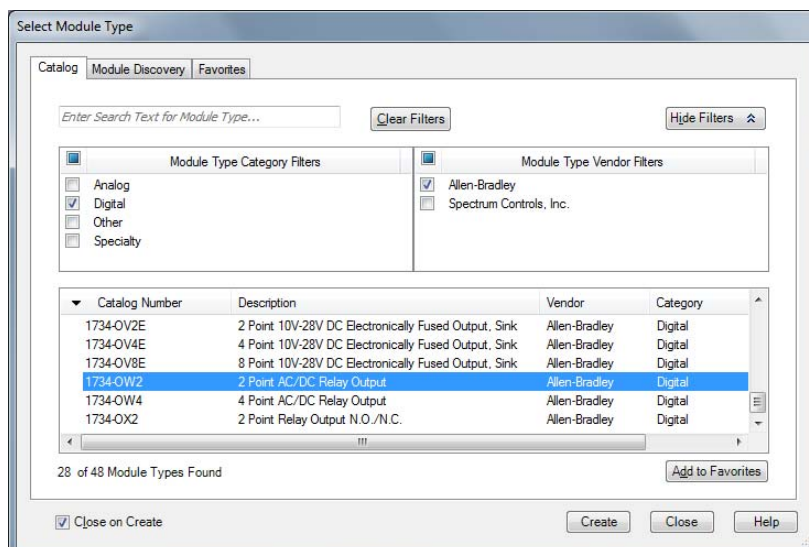 Select Module Type
Catalog Module Discovery Favorites
Enter Search Text for Module Type...
Clear Filters
Hide Filters
Module Type Category Filters
Analog
Digital
Other
Specialty
Module Type Vendor Filters
Allen-Bradley
Spectrum Controls, Inc.
Catalog Number Description Vendor Category
1734-OV2E 2 Point 10V-28V DC Electronically Fused Output, Sink Allen-Bradley Digital
1734-OV4E 4 Point 10V-28V DC Electronically Fused Output, Sink Allen-Bradley Digital
1734-OV8E 8 Point 10V-28V DC Electronically Fused Output, Sink Allen-Bradley Digital
1734-OW2 2 Point AC/DC Relay Output Allen-Bradley Digital
1734-OW4 4 Point AC/DC Relay Output Allen-Bradley Digital
1734-OX2 2 Point Relay Output N.O./N.C. Allen-Bradley Digital
28 of 48 Module Types Found
Add to Favorites
Close on Create
Create Close Help